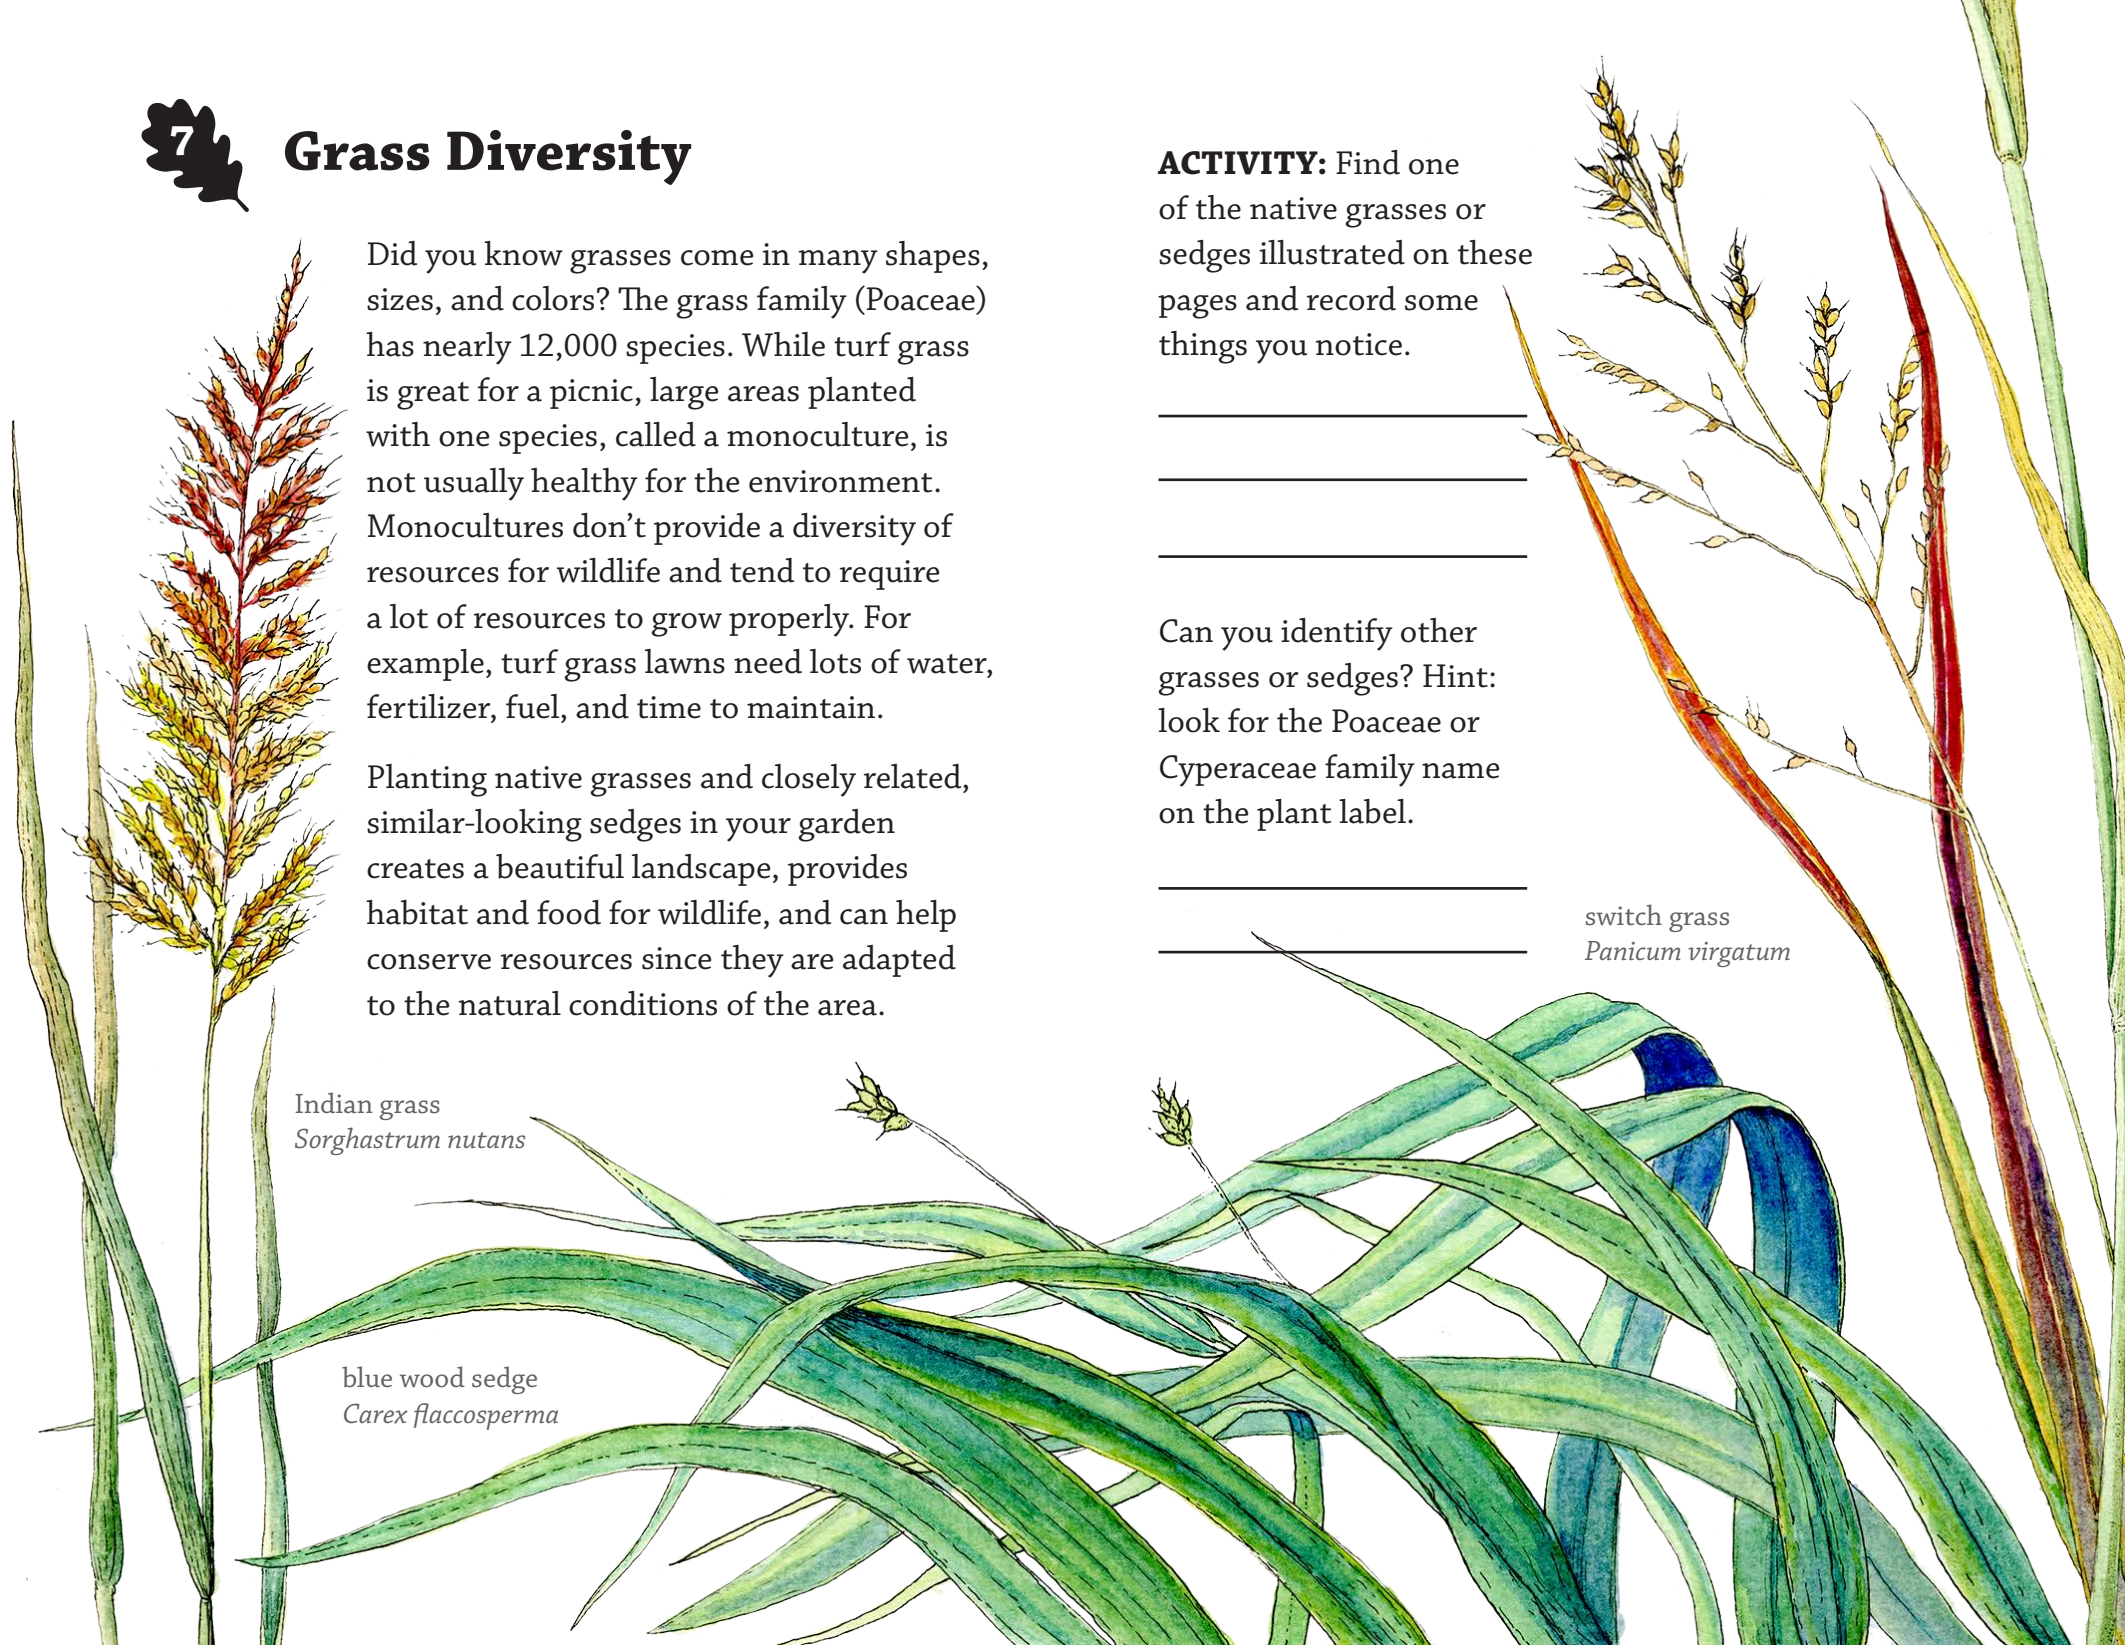 7
Grass Diversity
Did you know grasses come in many shapes,
sizes, and colors? The grass family (Poaceae)
has nearly 12,000 species. While turf grass
is great for a picnic, large areas planted
with one species, called a monoculture, is
not usually healthy for the environment.
Monocultures don’t provide a diversity of
resources for wildlife and tend to require
a lot of resources to grow properly. For
example, turf grass lawns need lots of water,
fertilizer, fuel, and time to maintain.
Planting native grasses and closely related,
similar-looking sedges in your garden
creates a beautiful landscape, provides
habitat and food for wildlife, and can help
conserve resources since they are adapted
to the natural conditions of the area.
Indian grass
Sorghastrum nutans
blue wood sedge
Carex flaccosperma
ACTIVITY: Find one
of the native grasses or
sedges illustrated on these
pages and record some
things you notice.
Can you identify other
grasses or sedges? Hint:
look for the Poaceae or
Cyperaceae family name
on the plant label.
switch grass
Panicum virgatum